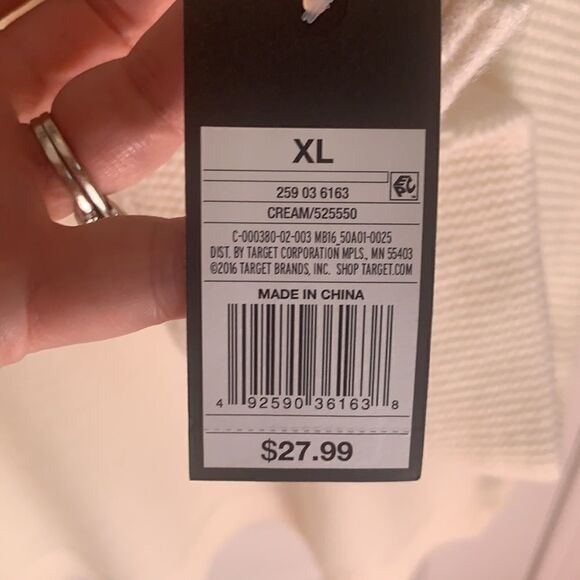 XL
259 03 6163
CREAM/525550
C-000380-02-003 MB16_50A01-0025
DIST. BY TARGET CORPORATION MPLS., MN 55403
©2016 TARGET BRANDS, INC. SHOP TARGET.COM
MADE IN CHINA
4 92590 36163 8
$27.99